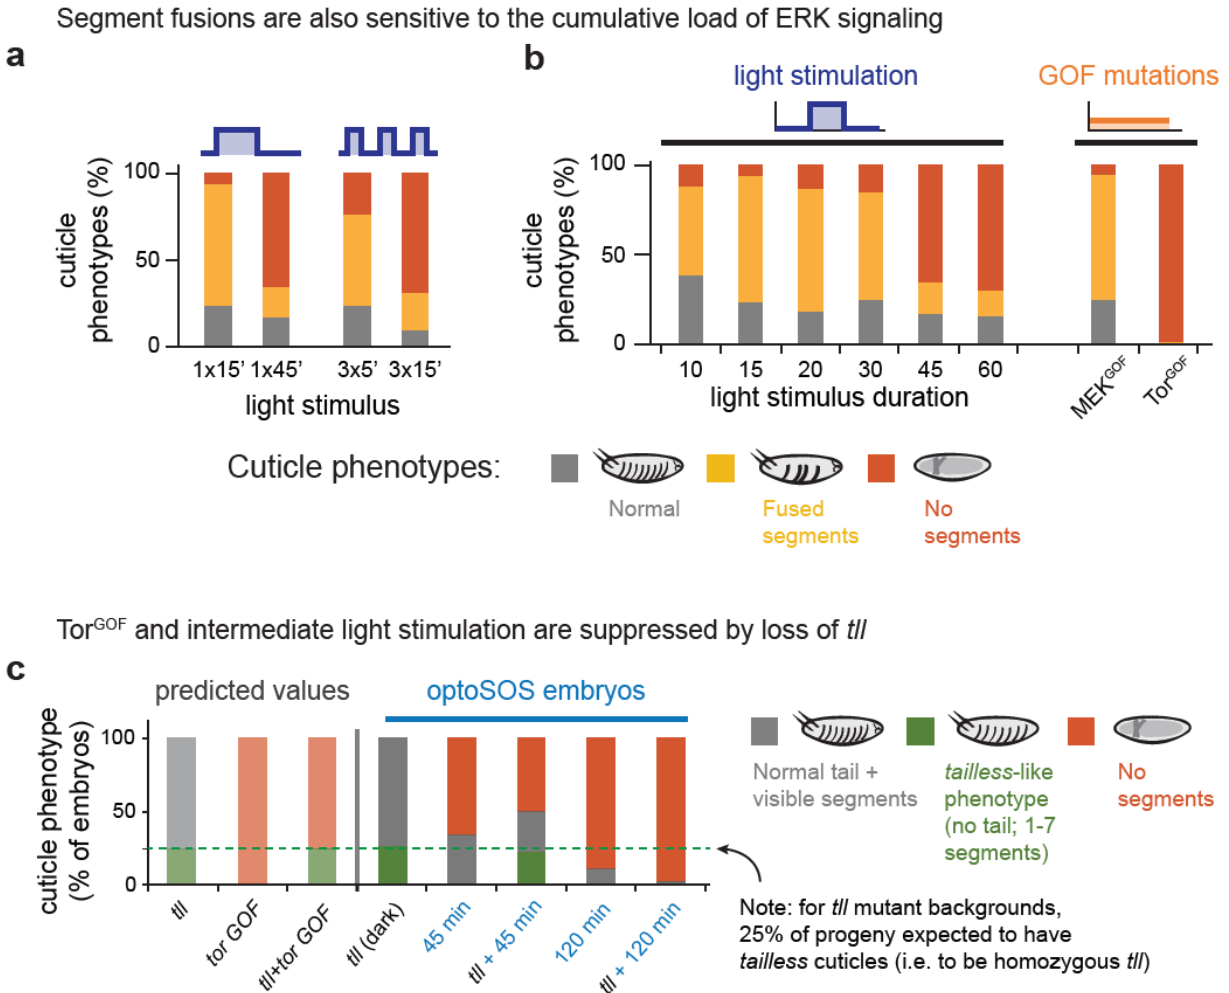 Segment fusions are also sensitive to the cumulative load of ERK signaling
a
cuticle
phenotypes (%)
100
50
0
1x15’ 1x45’ 3x5’ 3x15’
light stimulus
b
light stimulation
GOF mutations
cuticle
phenotypes (%)
100
50
0
10 15 20 30 45 60
MEKGOF
TorGOF
light stimulus duration
Cuticle phenotypes:
Normal
Fused
segments
No
segments
TorGOF and intermediate light stimulation are suppressed by loss of tll
c
predicted values
optoSOS embryos
cuticle phenotype
(% of embryos)
100
50
0
tll
tor GOF
tll+tor GOF
tll (dark)
45 min
tll + 45 min
120 min
tll + 120 min
Normal tail +
visible segments
tailless-like
phenotype
(no tail; 1-7
segments)
No
segments
Note: for tll mutant backgrounds,
25% of progeny expected to have
tailless cuticles (i.e. to be homozygous tll)